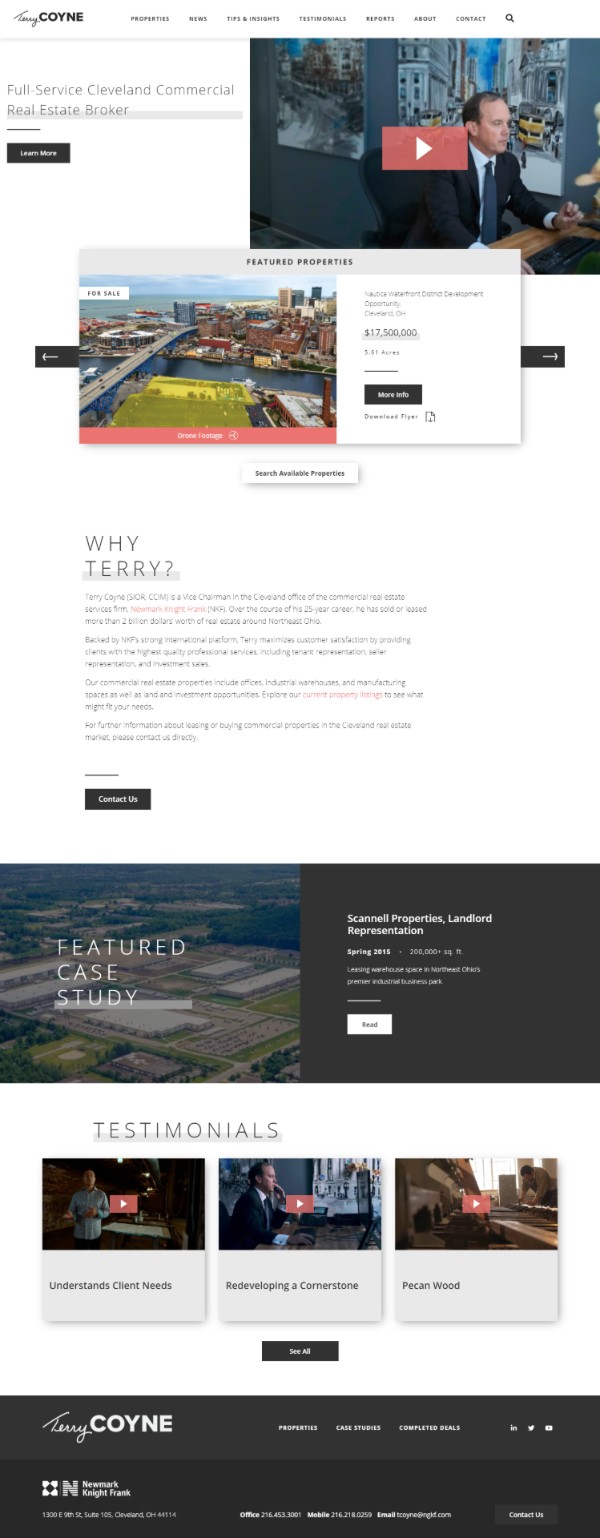 Terry COYNE
PROPERTIES NEWS TIPS & INSIGHTS TESTIMONIALS REPORTS ABOUT CONTACT
Full-Service Cleveland Commercial
Real Estate Broker
Learn More
FEATURED PROPERTIES
FOR SALE
Nautica Waterfront District Development
Opportunity,
Cleveland, OH
$17,500,000
5.61 Acres
More Info
Download Flyer
Drone Footage
Search Available Properties
WHY
TERRY?
Terry Coyne (SIOR, CCIM) is a Vice Chairman in the Cleveland office of the commercial real estate
services firm, Newmark Knight Frank (NKF). Over the course of his 25-year career, he has sold or leased
more than 2 billion dollars' worth of real estate around Northeast Ohio.
Backed by NKF's strong international platform, Terry maximizes customer satisfaction by providing
clients with the highest quality professional services, including tenant representation, seller
representation, and investment sales.
Our commercial real estate properties include offices, industrial warehouses, and manufacturing
spaces as well as land and investment opportunities. Explore our current property listings to see what
might fit your needs.
For further information about leasing or buying commercial properties in the Cleveland real estate
market, please contact us directly.
Contact Us
FEATURED
CASE
STUDY
Scannell Properties, Landlord
Representation
Spring 2015 • 200,000+ sq. ft.
Leasing warehouse space in Northeast Ohio's
premier industrial business park
Read
TESTIMONIALS
Understands Client Needs
Redeveloping a Cornerstone
Pecan Wood
See All
Terry COYNE
PROPERTIES CASE STUDIES COMPLETED DEALS
Newmark
Knight Frank
1300 E 9th St, Suite 105, Cleveland, OH 44114
Office 216.453.3001 Mobile 216.218.0259 Email tcoyne@ngkf.com
Contact Us